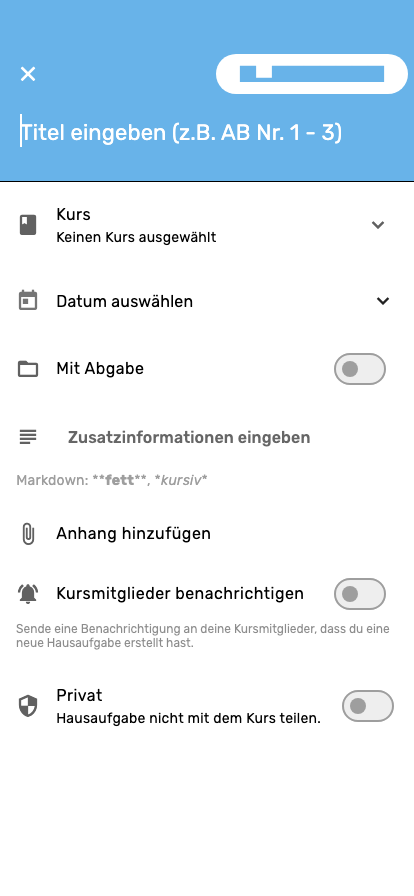 Titel eingeben (z.B. AB Nr. 1 - 3)
Kurs
Keinen Kurs ausgewählt
Datum auswählen
Mit Abgabe
Zusatzinformationen eingeben
Markdown: **fett**, *kursiv*
Anhang hinzufügen
Kursmitglieder benachrichtigen
Sende eine Benachrichtigung an deine Kursmitglieder, dass du eine
neue Hausaufgabe erstellt hast.
Privat
Hausaufgabe nicht mit dem Kurs teilen.